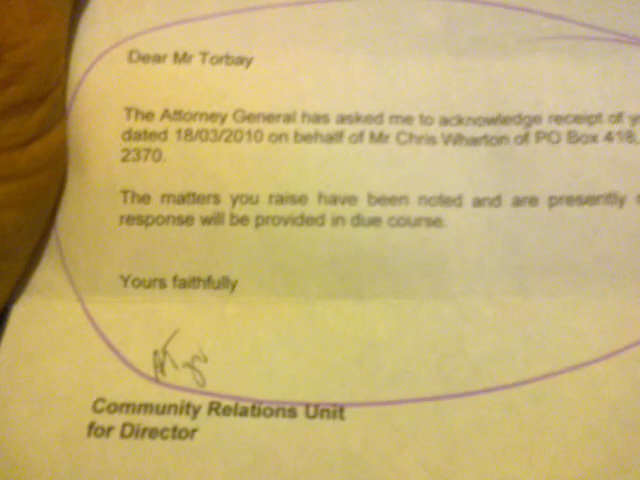 Dear Mr Torbay
The Attorney General has asked me to acknowledge receipt of
dated 18/03/2010 on behalf of Mr Chris Wharton of PO Box 418,
2370.
The matters you raise have been noted and are presently
response will be provided in due course.
Yours faithfully
Community Relations Unit
for Director